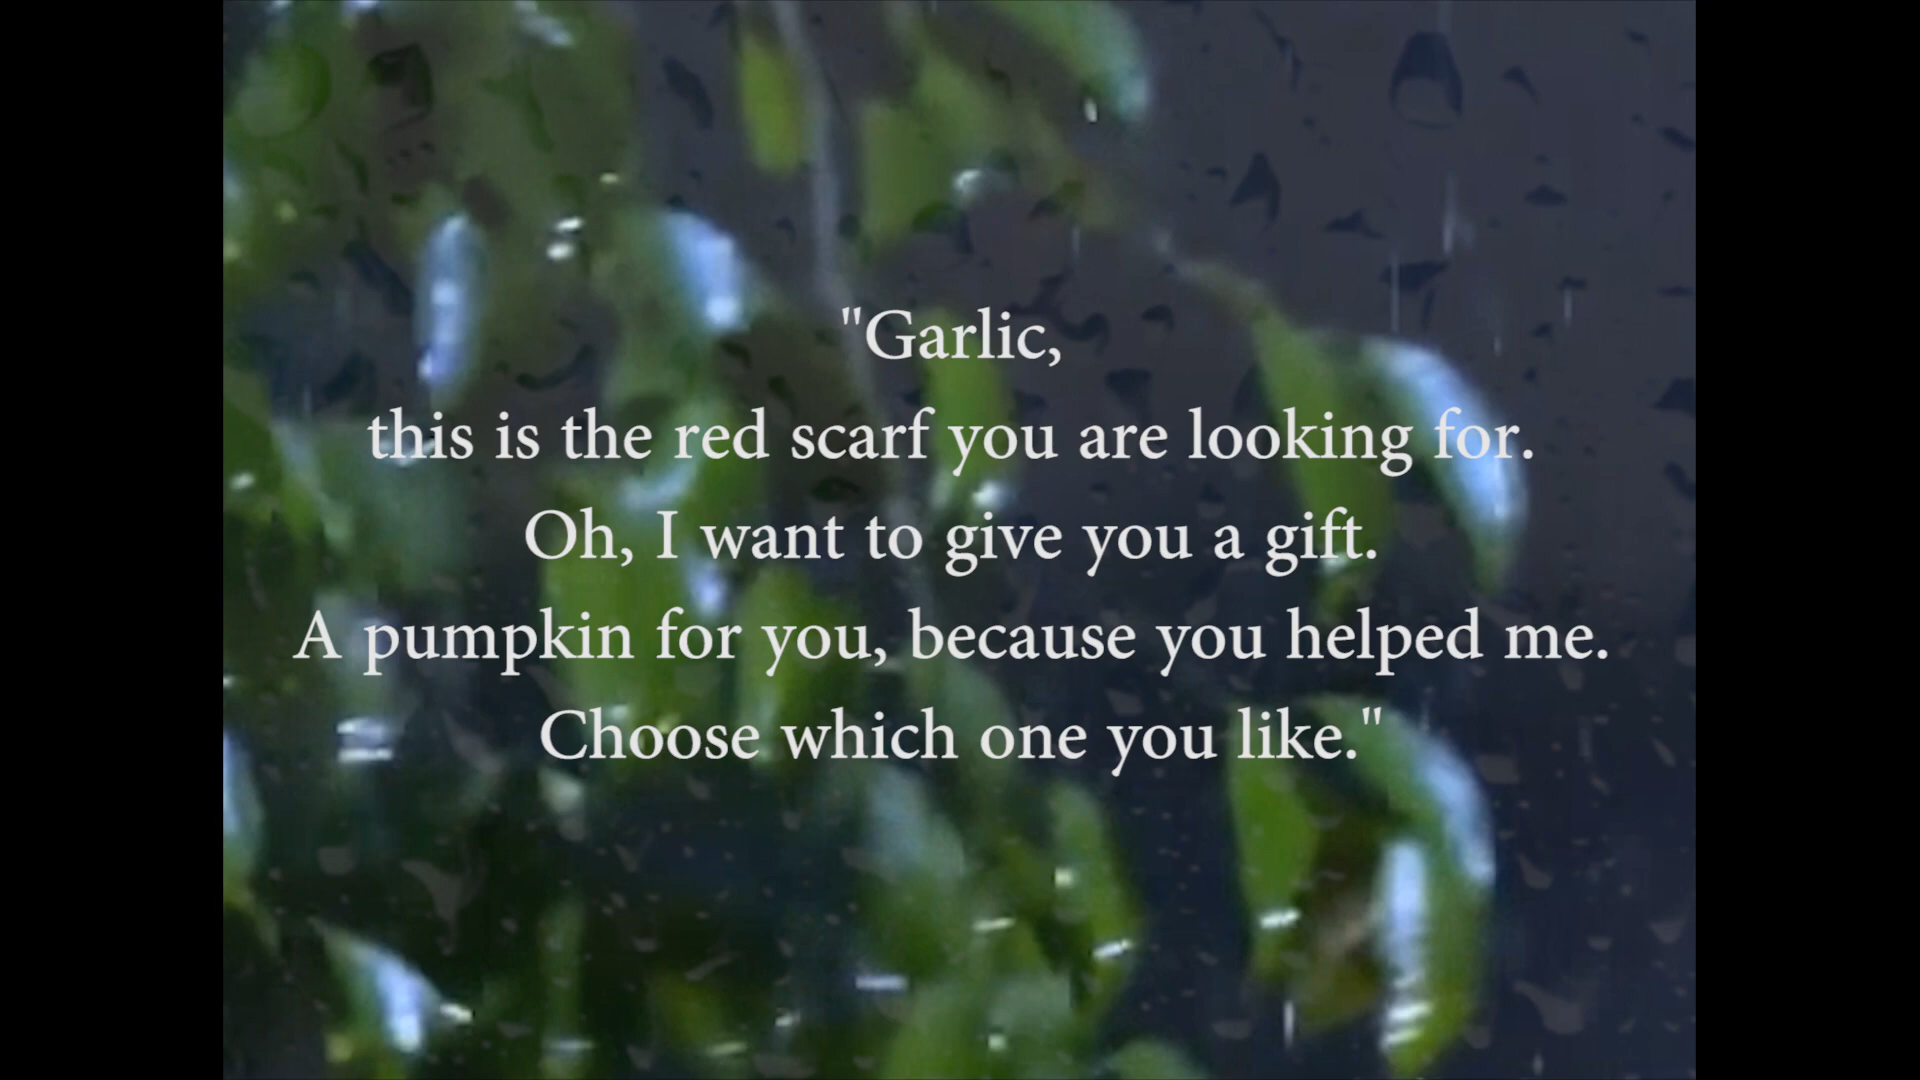 "Garlic,
this is the red scarf you are looking for.
Oh, I want to give you a gift.
A pumpkin for you, because you helped me.
Choose which one you like."